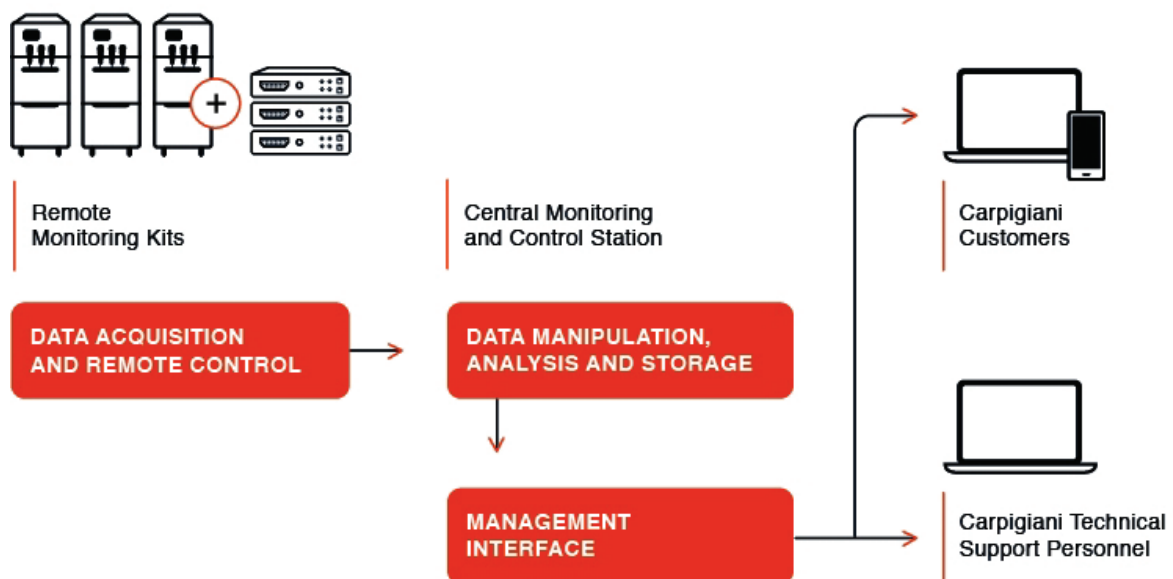 Remote
Monitoring Kits
Central Monitoring
and Control Station
Carpigiani
Customers
DATA ACQUISITION
AND REMOTE CONTROL
DATA MANIPULATION,
ANALYSIS AND STORAGE
MANAGEMENT
INTERFACE
Carpigiani Technical
Support Personnel